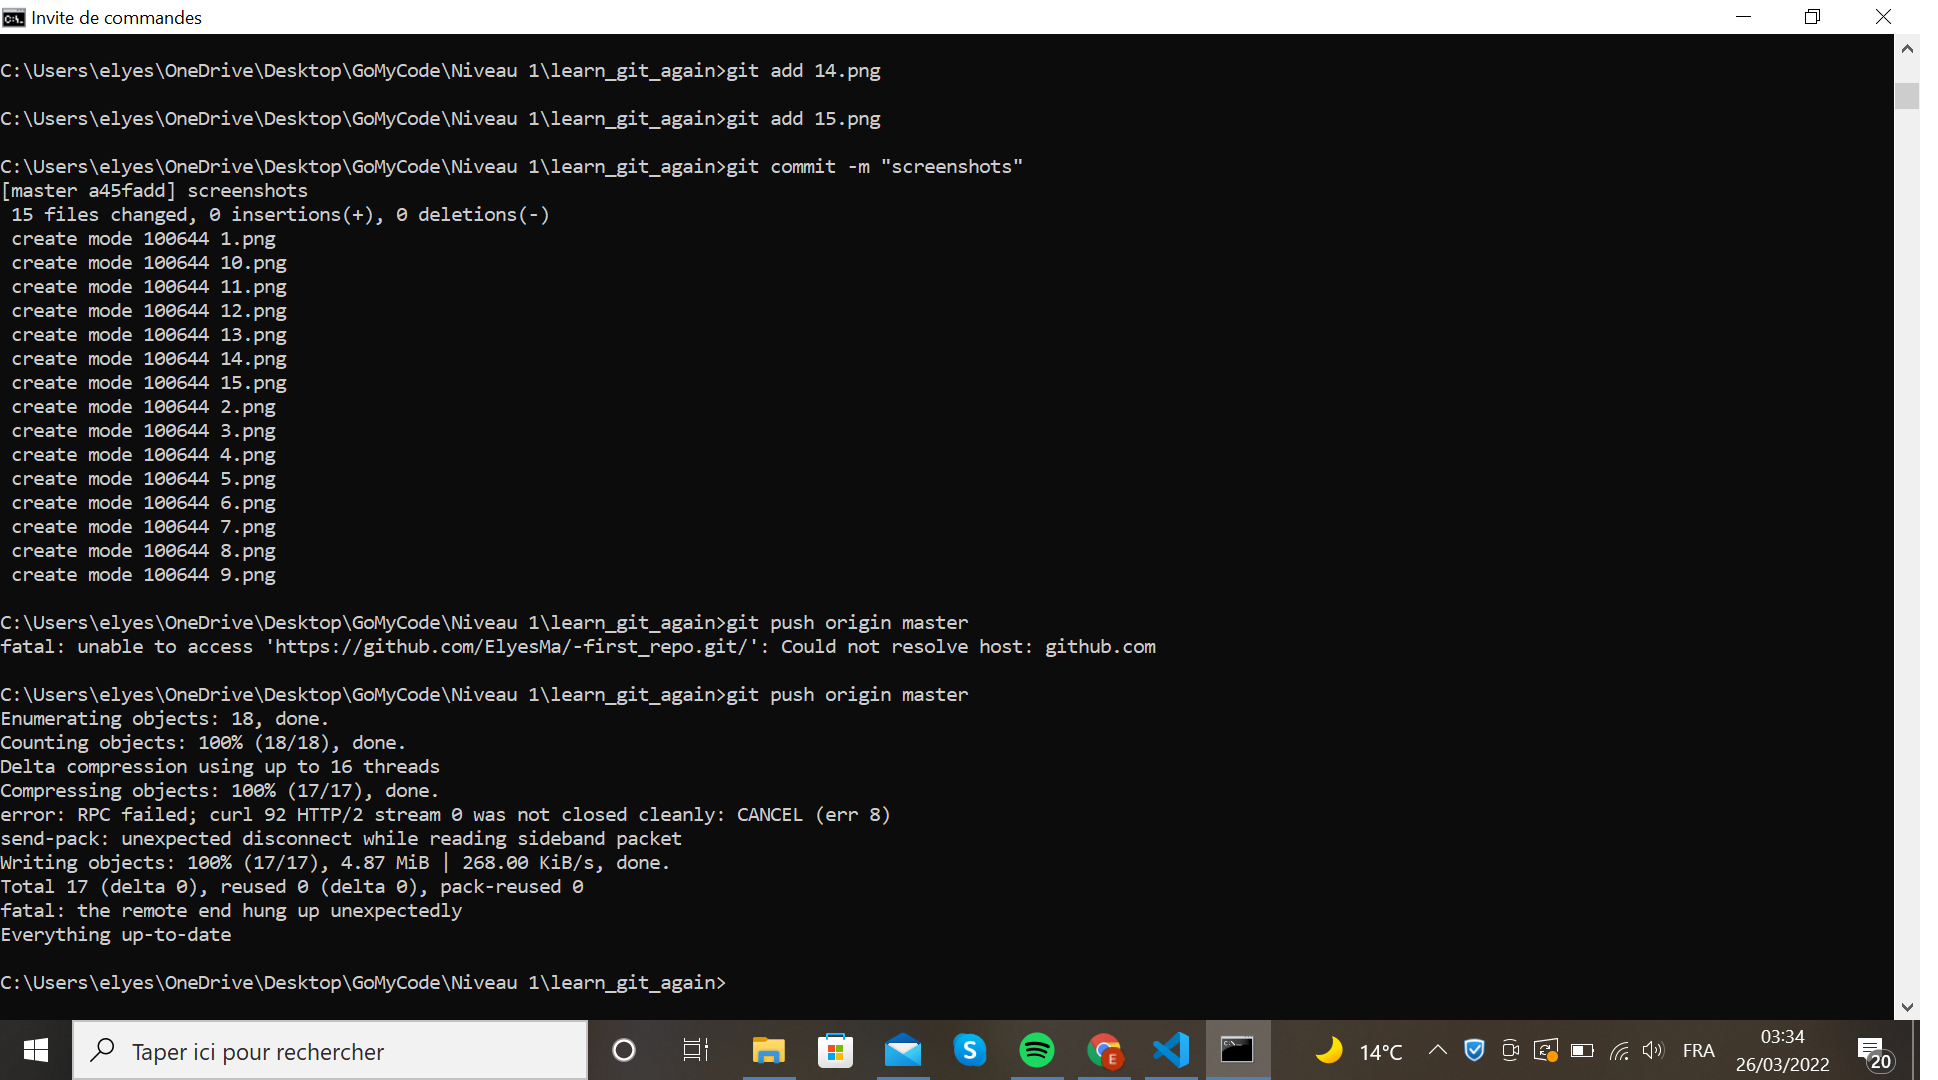 Invite de commandes
C:\Users\elyes\OneDrive\Desktop\GoMyCode\Niveau 1\learn_git_again>git add 14.png
C:\Users\elyes\OneDrive\Desktop\GoMyCode\Niveau 1\learn_git_again>git add 15.png
C:\Users\elyes\OneDrive\Desktop\GoMyCode\Niveau 1\learn_git_again>git commit -m "screenshots"
[master a45fadd] screenshots
 15 files changed, 0 insertions(+), 0 deletions(-)
 create mode 100644 1.png
 create mode 100644 10.png
 create mode 100644 11.png
 create mode 100644 12.png
 create mode 100644 13.png
 create mode 100644 14.png
 create mode 100644 15.png
 create mode 100644 2.png
 create mode 100644 3.png
 create mode 100644 4.png
 create mode 100644 5.png
 create mode 100644 6.png
 create mode 100644 7.png
 create mode 100644 8.png
 create mode 100644 9.png
C:\Users\elyes\OneDrive\Desktop\GoMyCode\Niveau 1\learn_git_again>git push origin master
fatal: unable to access 'https://github.com/ElyesMa/-first_repo.git/': Could not resolve host: github.com
C:\Users\elyes\OneDrive\Desktop\GoMyCode\Niveau 1\learn_git_again>git push origin master
Enumerating objects: 18, done.
Counting objects: 100% (18/18), done.
Delta compression using up to 16 threads
Compressing objects: 100% (17/17), done.
error: RPC failed; curl 92 HTTP/2 stream 0 was not closed cleanly: CANCEL (err 8)
send-pack: unexpected disconnect while reading sideband packet
Writing objects: 100% (17/17), 4.87 MiB | 268.00 KiB/s, done.
Total 17 (delta 0), reused 0 (delta 0), pack-reused 0
fatal: the remote end hung up unexpectedly
Everything up-to-date
C:\Users\elyes\OneDrive\Desktop\GoMyCode\Niveau 1\learn_git_again>
Taper ici pour rechercher
S
E
14°C
FRA
03:34
26/03/2022
20